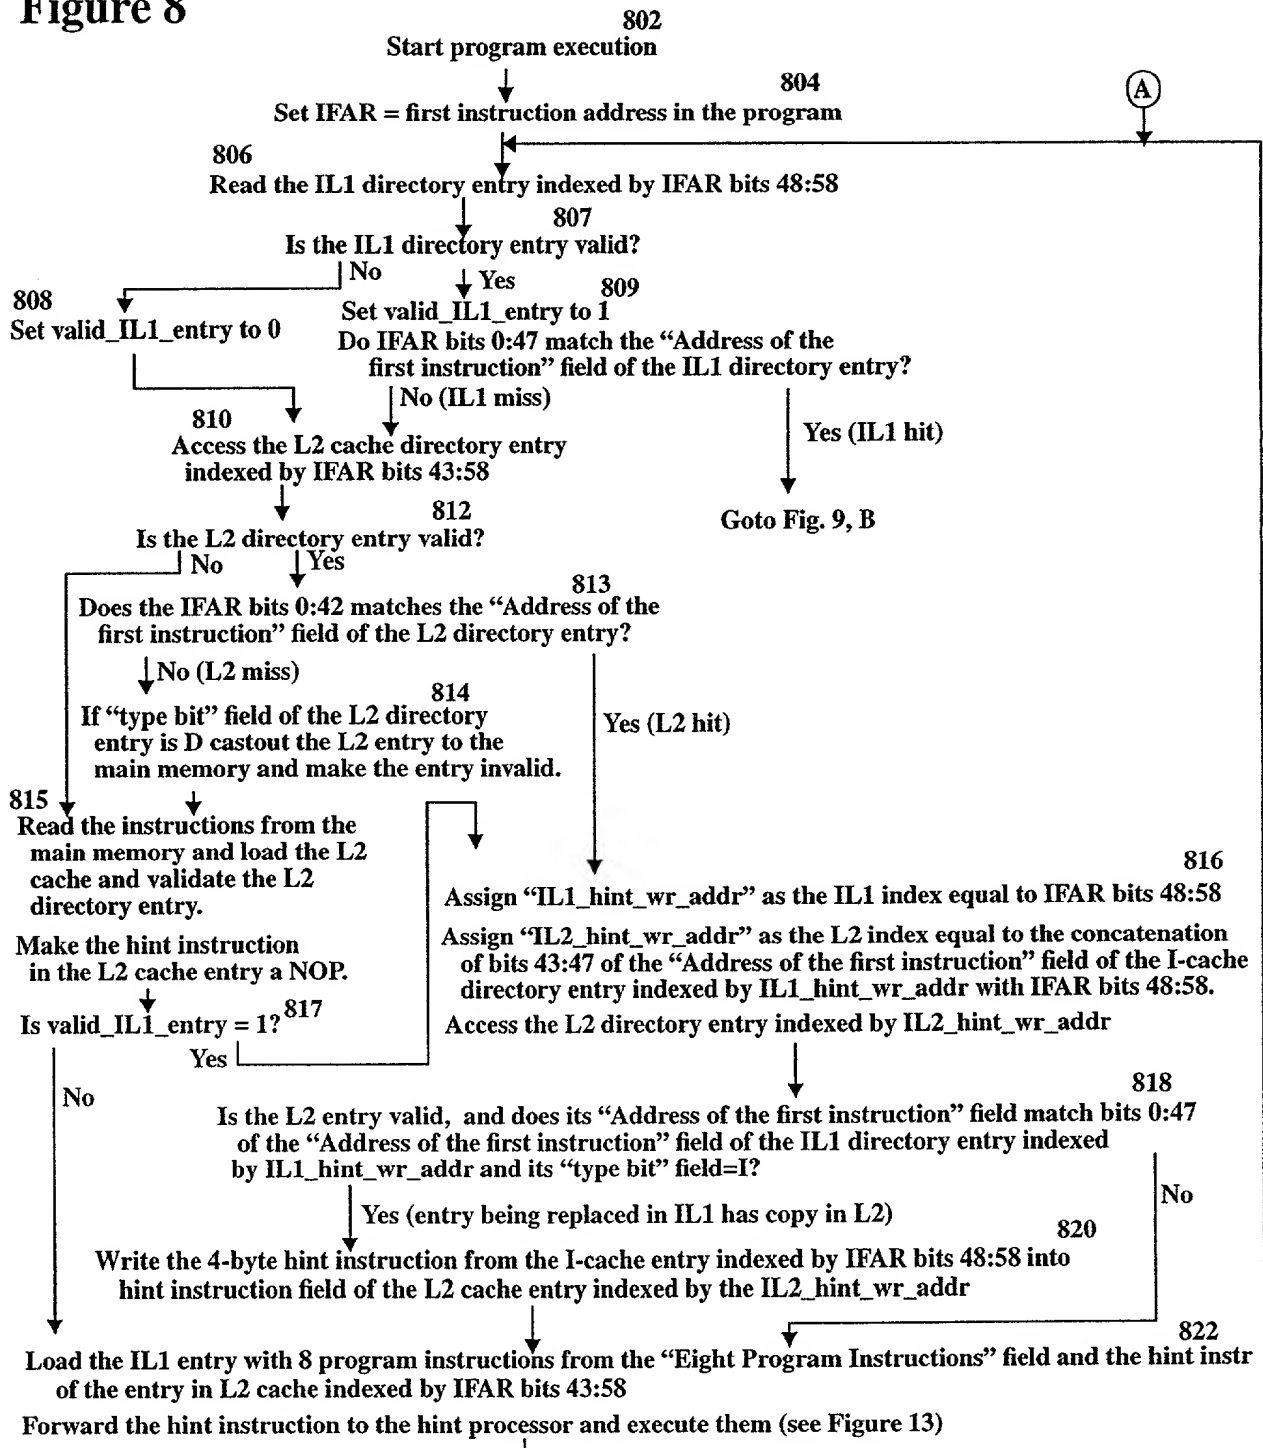 Figure 8
802
Start program execution
804
Set IFAR = first instruction address in the program
A
806
Read the IL1 directory entry indexed by IFAR bits 48:58
807
Is the IL1 directory entry valid?
No
Yes
808
Set valid_IL1_entry to 0
809
Set valid_IL1_entry to 1
Do IFAR bits 0:47 match the “Address of the
first instruction” field of the IL1 directory entry?
No (IL1 miss)
Yes (IL1 hit)
810
Access the L2 cache directory entry
indexed by IFAR bits 43:58
Goto Fig. 9, B
812
Is the L2 directory entry valid?
No
Yes
813
Does the IFAR bits 0:42 matches the “Address of the
first instruction” field of the L2 directory entry?
No (L2 miss)
Yes (L2 hit)
814
If “type bit” field of the L2 directory
entry is D castout the L2 entry to the
main memory and make the entry invalid.
815
Read the instructions from the
main memory and load the L2
cache and validate the L2
directory entry.
Make the hint instruction
in the L2 cache entry a NOP.
Is valid_IL1_entry = 1?
817
Yes
No
816
Assign “IL1_hint_wr_addr” as the IL1 index equal to IFAR bits 48:58
Assign “IL2_hint_wr_addr” as the L2 index equal to the concatenation
of bits 43:47 of the “Address of the first instruction” field of the I-cache
directory entry indexed by IL1_hint_wr_addr with IFAR bits 48:58.
Access the L2 directory entry indexed by IL2_hint_wr_addr
818
Is the L2 entry valid, and does its “Address of the first instruction” field match bits 0:47
of the “Address of the first instruction” field of the IL1 directory entry indexed
by IL1_hint_wr_addr and its “type bit” field=I?
No
Yes (entry being replaced in IL1 has copy in L2)
820
Write the 4-byte hint instruction from the I-cache entry indexed by IFAR bits 48:58 into
hint instruction field of the L2 cache entry indexed by the IL2_hint_wr_addr
822
Load the IL1 entry with 8 program instructions from the “Eight Program Instructions” field and the hint instr
of the entry in L2 cache indexed by IFAR bits 43:58
Forward the hint instruction to the hint processor and execute them (see Figure 13)